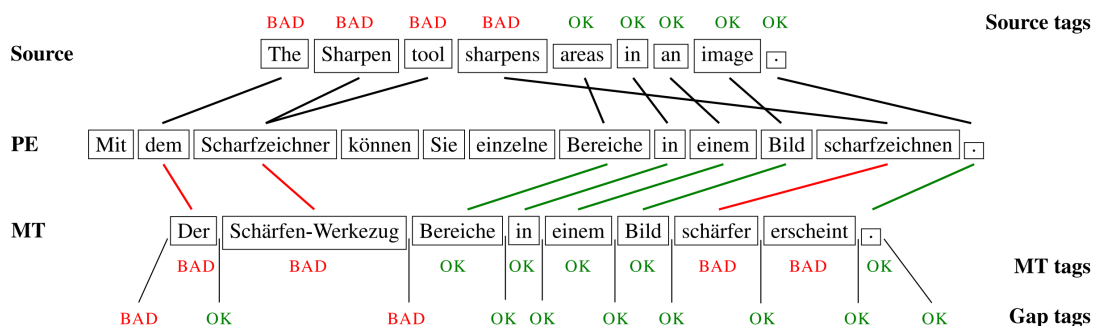 BAD BAD BAD BAD OK OK OK OK OK Source tags
Source The Sharpen tool sharpens areas in an image .
PE Mit dem Scharfzeichner können Sie einzelne Bereiche in einem Bild scharfzeichnen .
MT Der Schärfen-Werkezug Bereiche in einem Bild schärfer erscheint .
BAD BAD OK OK OK OK BAD BAD OK MT tags
BAD OK BAD OK OK OK OK OK OK OK Gap tags